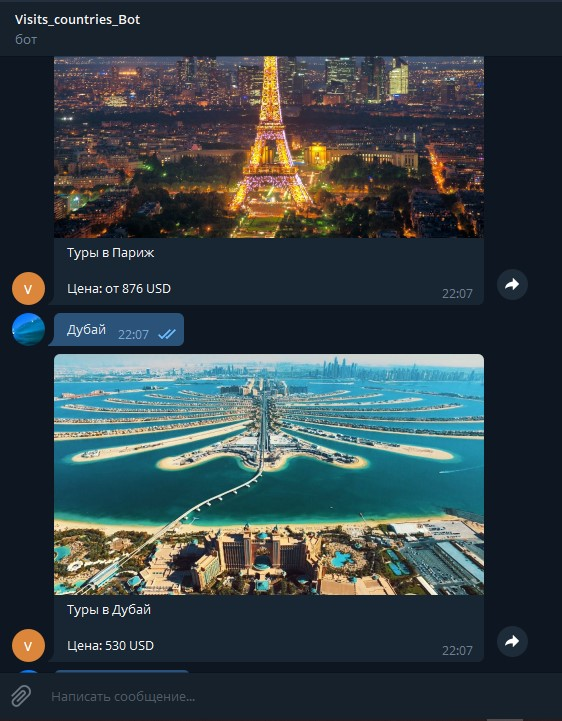 Visits_countries_Bot
бот
Туры в Париж
Цена: от 876 USD
22:07
V
Дубай 22:07
Туры в Дубай
Цена: 530 USD
22:07
V
Написать сообщение...